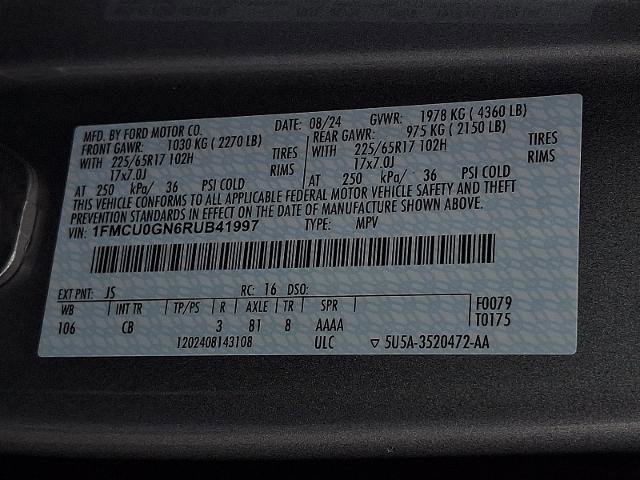 MFD. BY FORD MOTOR CO. DATE: 08/24 GVWR: 1978 KG ( 4360 LB)
FRONT GAWR: 1030 KG ( 2270 LB) REAR GAWR: 975 KG ( 2150 LB)
WITH 225/65R17 102H TIRES WITH 225/65R17 102H TIRES
17x7.0J RIMS 17x7.0J RIMS
AT 250 kPa/ 36 PSI COLD AT 250 kPa/ 36 PSI COLD
THIS VEHICLE CONFORMS TO ALL APPLICABLE FEDERAL MOTOR VEHICLE SAFETY AND THEFT
PREVENTION STANDARDS IN EFFECT ON THE DATE OF MANUFACTURE SHOWN ABOVE.
VIN: 1FMCU0GN6RUB41997 TYPE: MPV
EXT PNT: JS RC: 16 DSO: F0079
WB INT TR TP/PS R AXLE TR SPR T0175
106 CB 3 81 8 AAAA
1202408143108 ULC ▽ 5U5A-3520472-AA